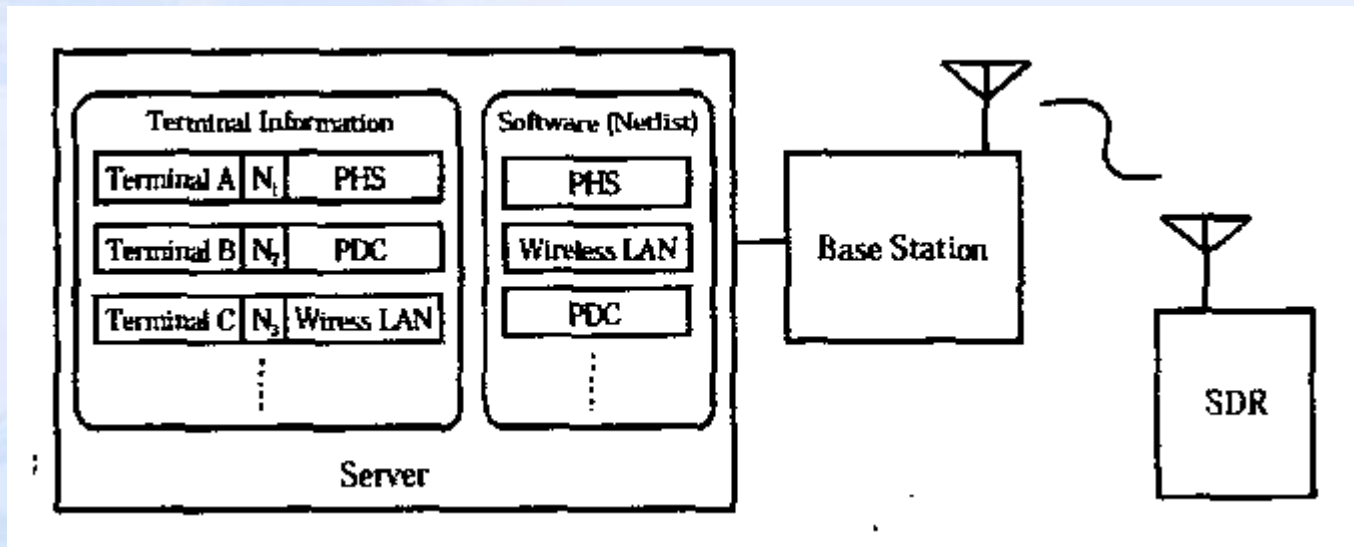 Terminal Information
Terminal A N₁ PHS
Terminal B N₂ PDC
Terminal C N₃ Wiress LAN
Software (Netlist)
PHS
Wireless LAN
PDC
Server
Base Station
SDR